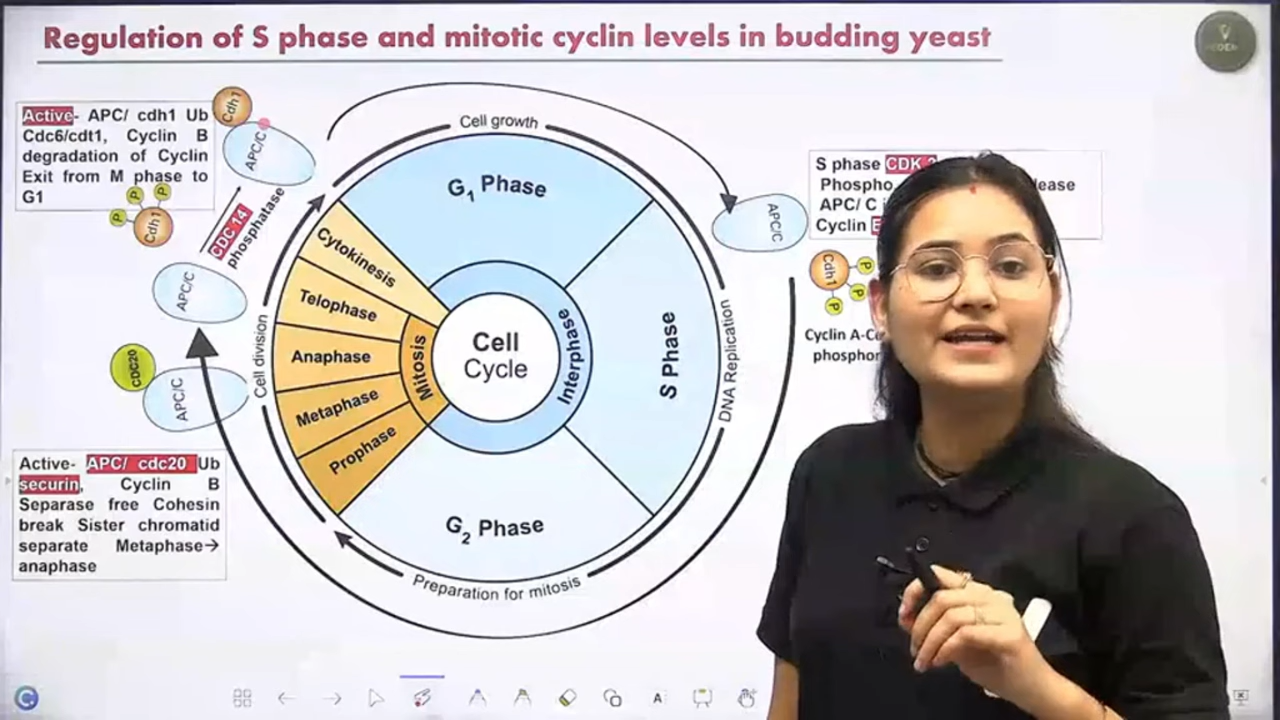 Regulation of S phase and mitotic cyclin levels in budding yeast
Active- APC/ cdh1 Ub
Cdc6/cdt1, Cyclin B
degradation of Cyclin
Exit from M phase to
G1
Cdh1
APC/C
P
P
P
Cdh1
CDC 14
phosphatase
APC/C
CDC20
APC/C
Active- APC/ cdc20 Ub
securin, Cyclin B
Separase free Cohesin
break Sister chromatid
separate Metaphase→
anaphase
Cell growth
G1 Phase
Cytokinesis
Telophase
Anaphase
Metaphase
Prophase
Mitosis
Cell division
Cell
Cycle
Interphase
S Phase
DNA Replication
G2 Phase
Preparation for mitosis
APC/C
S phase CDK
Phospho
APC/ C
Cyclin
Cdh1
P
P
P
Cyclin A-C
phosphor
A